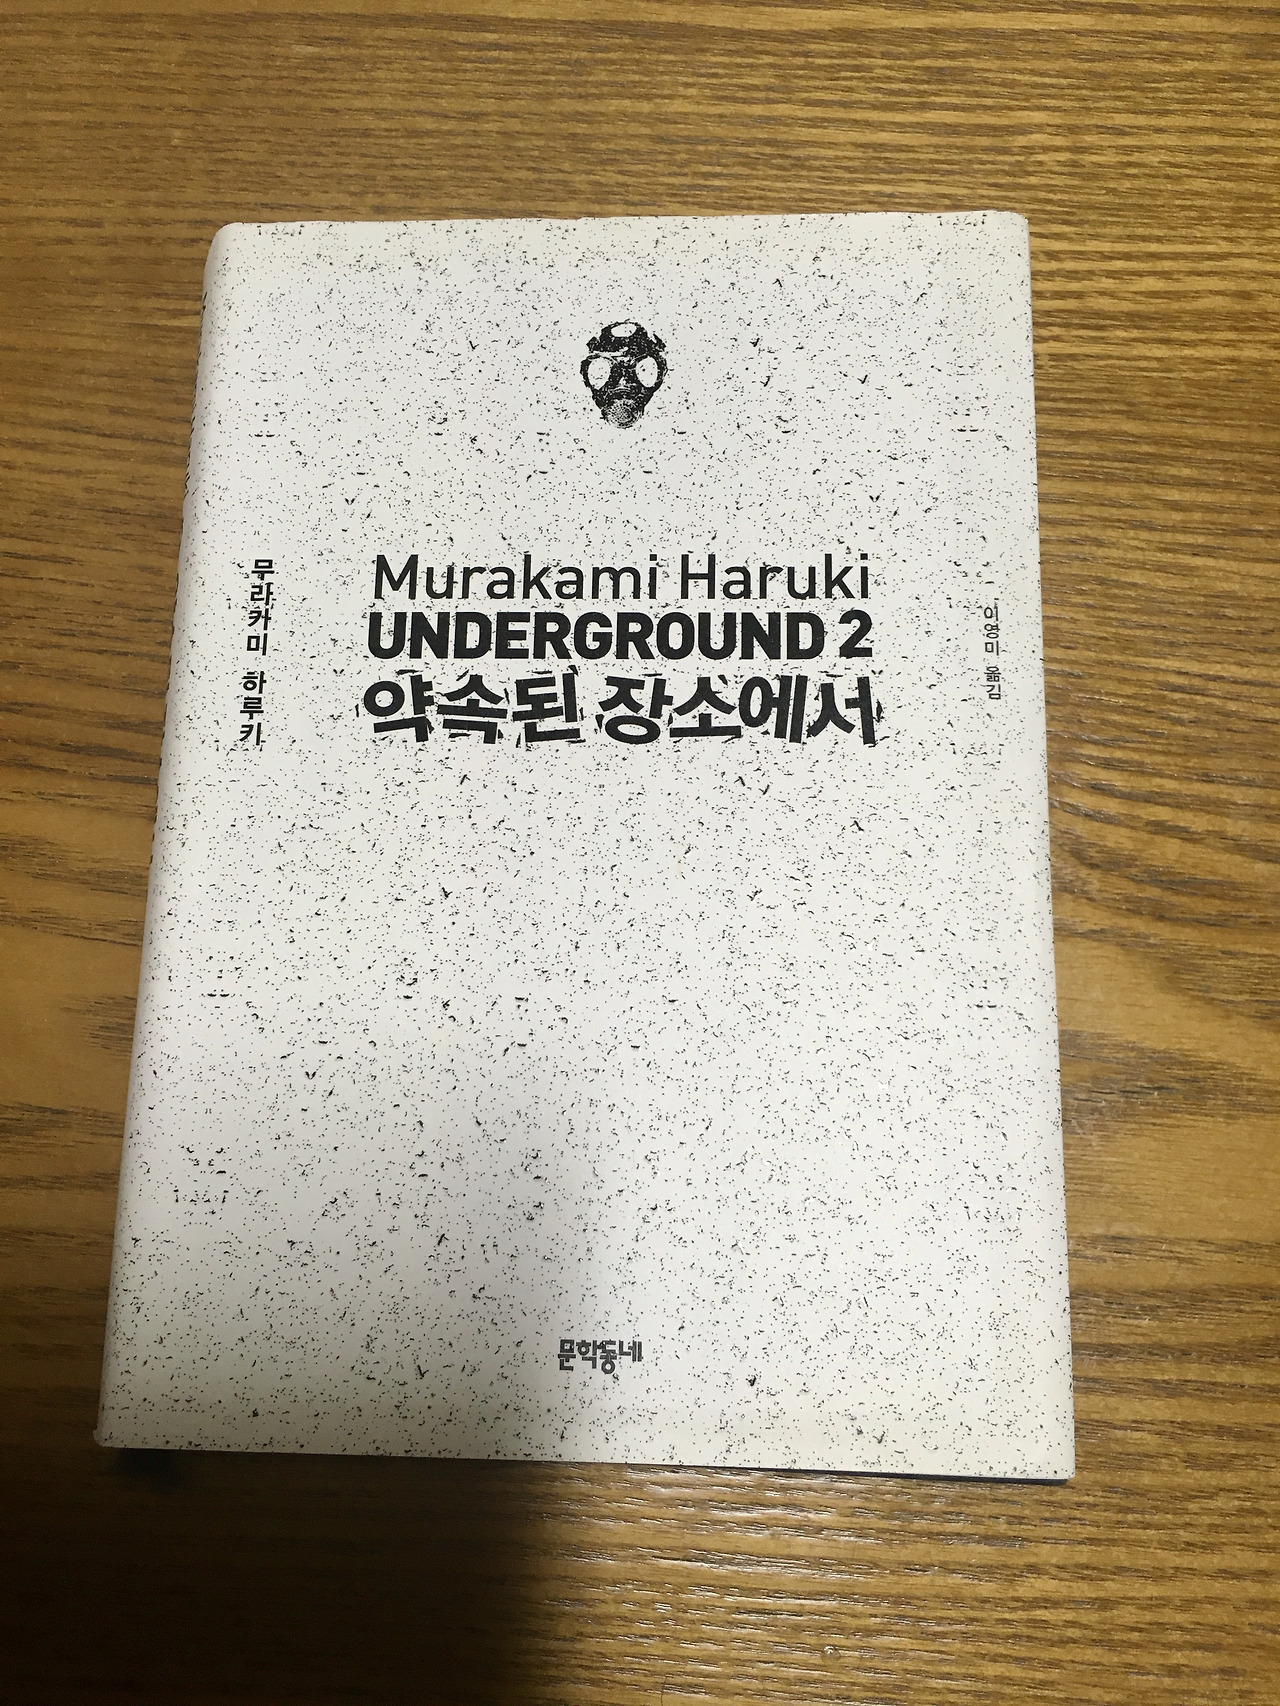 무라카미 하루키
Murakami Haruki
UNDERGROUND 2
약속된 장소에서
이영미 옮김
문학동네